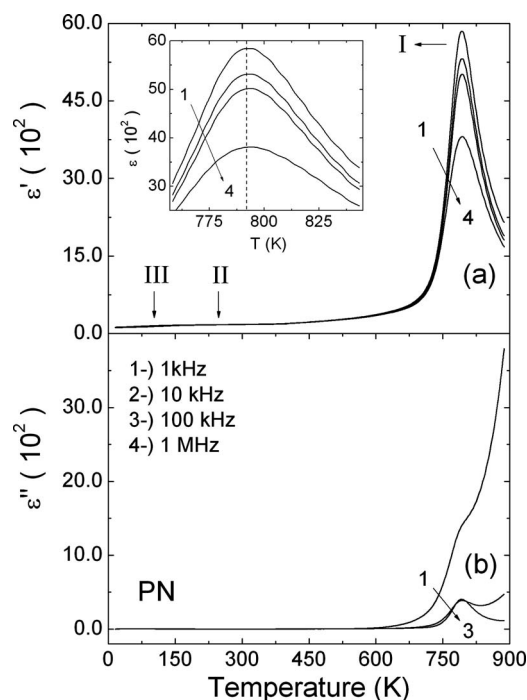 60.0
45.0
30.0
15.0
0.0
ε' ( 10²)
60
50
40
30
ε (10²)
775
800
825
T (K)
1
4
I
1
4
III
II
(a)
30.0
20.0
10.0
0.0
ε'' ( 10²)
1-) 1kHz
2-) 10 kHz
3-) 100 kHz
4-) 1 MHz
(b)
1
3
PN
0
150
300
450
600
750
900
Temperature (K)